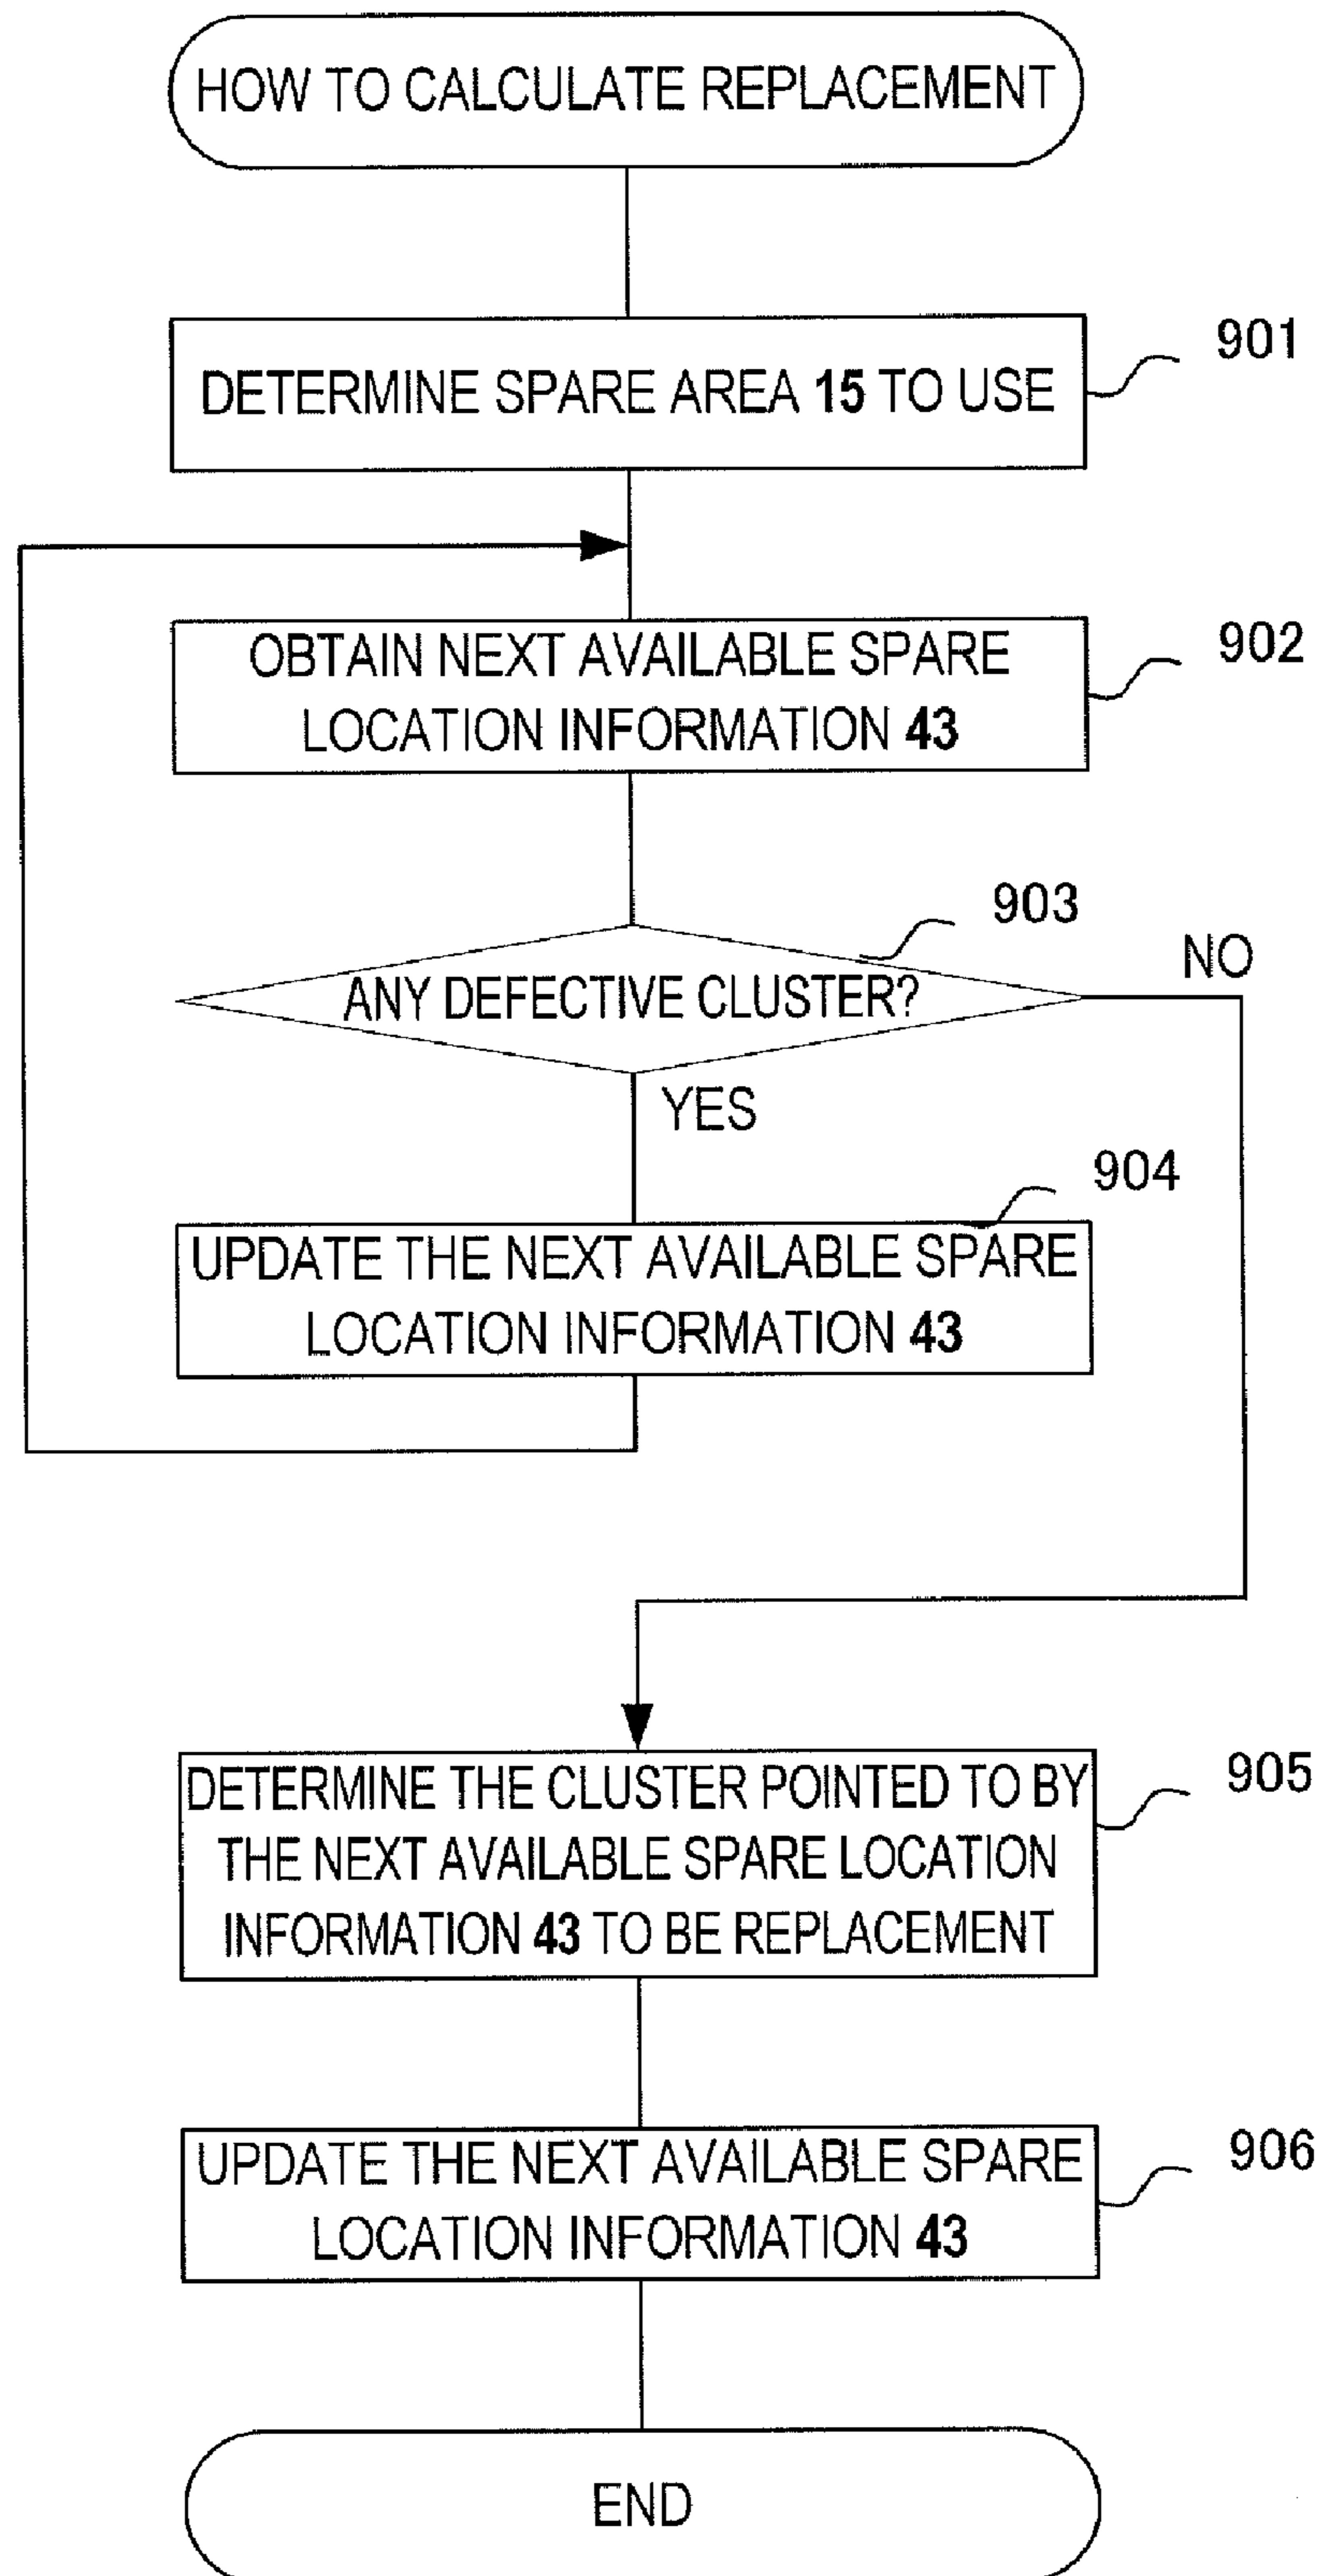 HOW TO CALCULATE REPLACEMENT
901
DETERMINE SPARE AREA 15 TO USE
902
OBTAIN NEXT AVAILABLE SPARE
LOCATION INFORMATION 43
903
NO
ANY DEFECTIVE CLUSTER?
YES
904
UPDATE THE NEXT AVAILABLE SPARE
LOCATION INFORMATION 43
905
DETERMINE THE CLUSTER POINTED TO BY
THE NEXT AVAILABLE SPARE LOCATION
INFORMATION 43 TO BE REPLACEMENT
906
UPDATE THE NEXT AVAILABLE SPARE
LOCATION INFORMATION 43
END